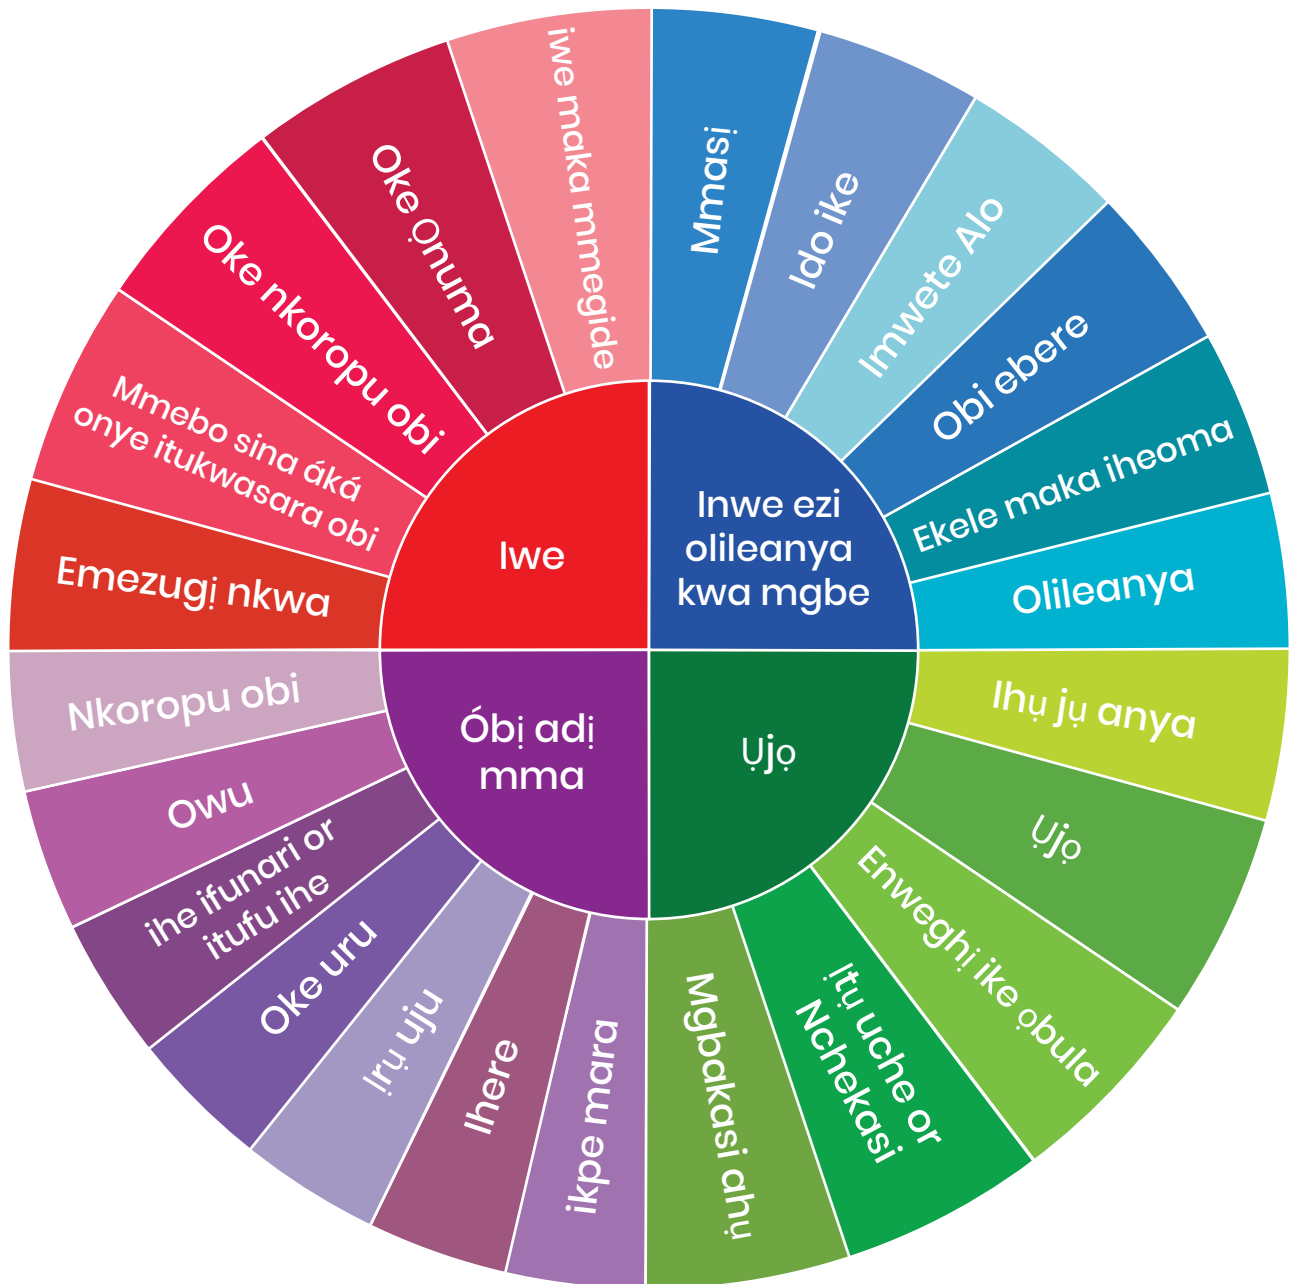 iwe maka mmegide
Mmasị
Ido ike
Imwete Alo
Obi ebere
Ekele maka iheoma
Olileanya
Ihụ jụ anya
Ụjọ
Enweghị ike ọbula
Ịtụ uche or
Nchekasi
Mgbakasi ahụ
ikpe mara
Ihere
Ịrụ uju
Oke uru
ihe ifunari or
itufu ihe
Owu
Nkoropu obi
Emezugị nkwa
Mmebo sina áká
onye itukwasara obi
Oke nkoropu obi
Oke Ọnuma
Iwe
Inwe ezi
olileanya
kwa mgbe
Óbị adị
mma
Ụjọ